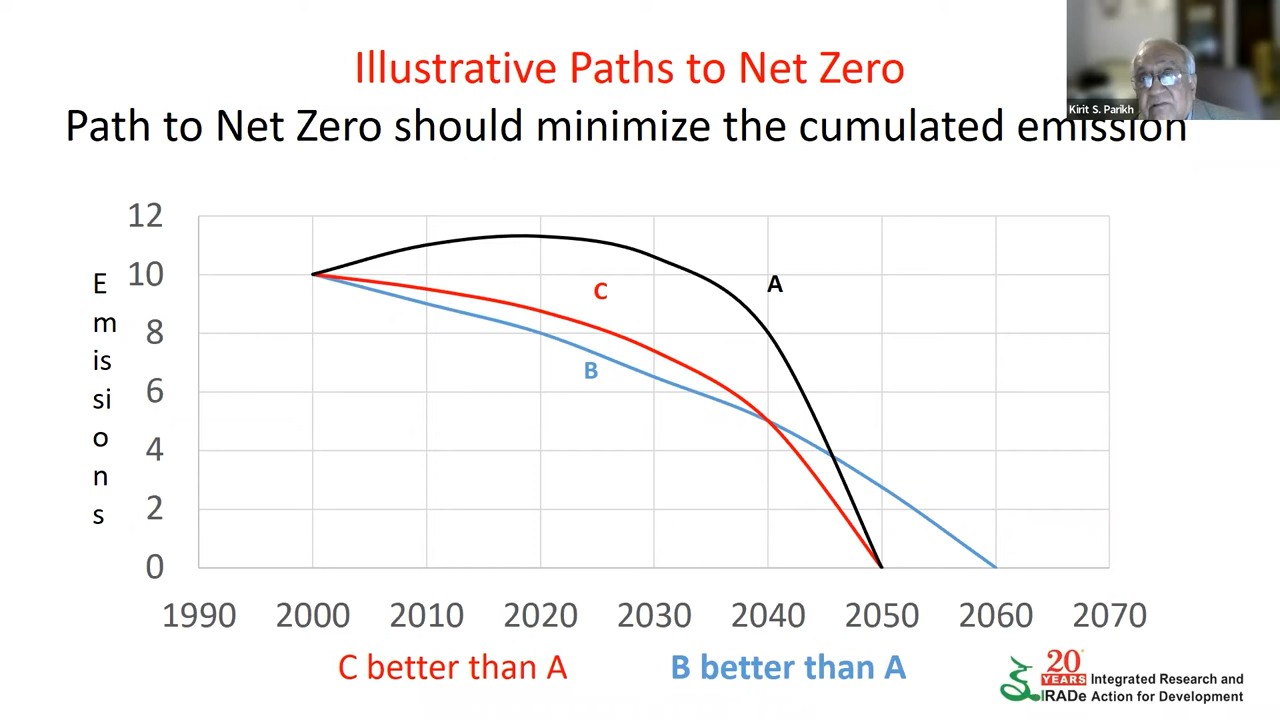 Illustrative Paths to Net Zero
Kirit S. Parikh
Path to Net Zero should minimize the cumulated emission
Emissions
12
10
8
6
4
2
0
A
C
B
1990 2000 2010 2020 2030 2040 2050 2060 2070
C better than A
B better than A
20
YEARS
IRADe
Integrated Research and
Action for Development